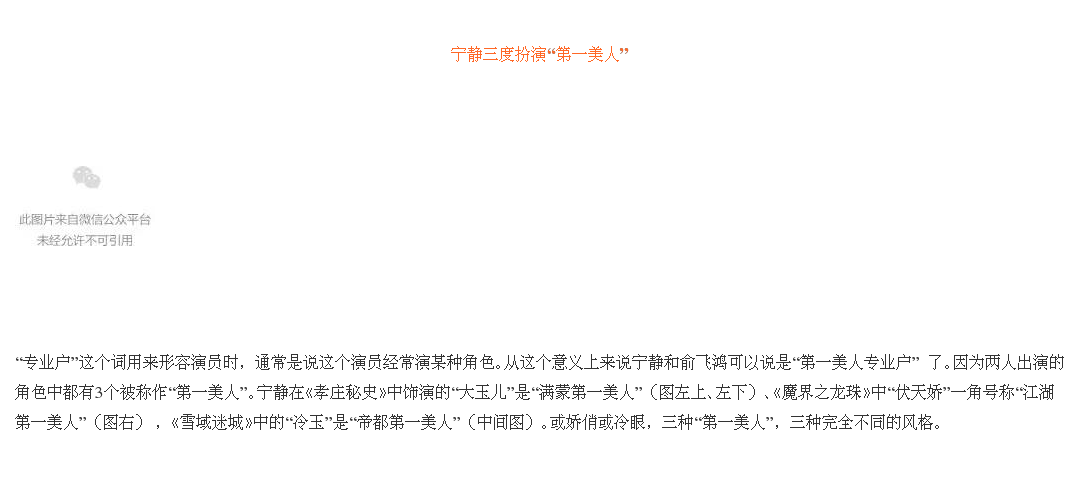 宁静三度扮演“第一美人”
此图片来自微信公众平台
未经允许不可引用
“专业户”这个词用来形容演员时，通常是说这个演员经常演某种角色。从这个意义上来说宁静和俞飞鸿可以说是“第一美人专业户” 了。因为两人出演的
角色中都有3个被称作“第一美人”。宁静在《孝庄秘史》中饰演的“大玉儿”是“满蒙第一美人”（图左上、左下）、《魔界之龙珠》中“伏天娇”一角号称“江湖
第一美人”（图右） ，《雪域迷城》中的“冷玉”是“帝都第一美人”（中间图）。或娇俏或冷眼，三种“第一美人”，三种完全不同的风格。